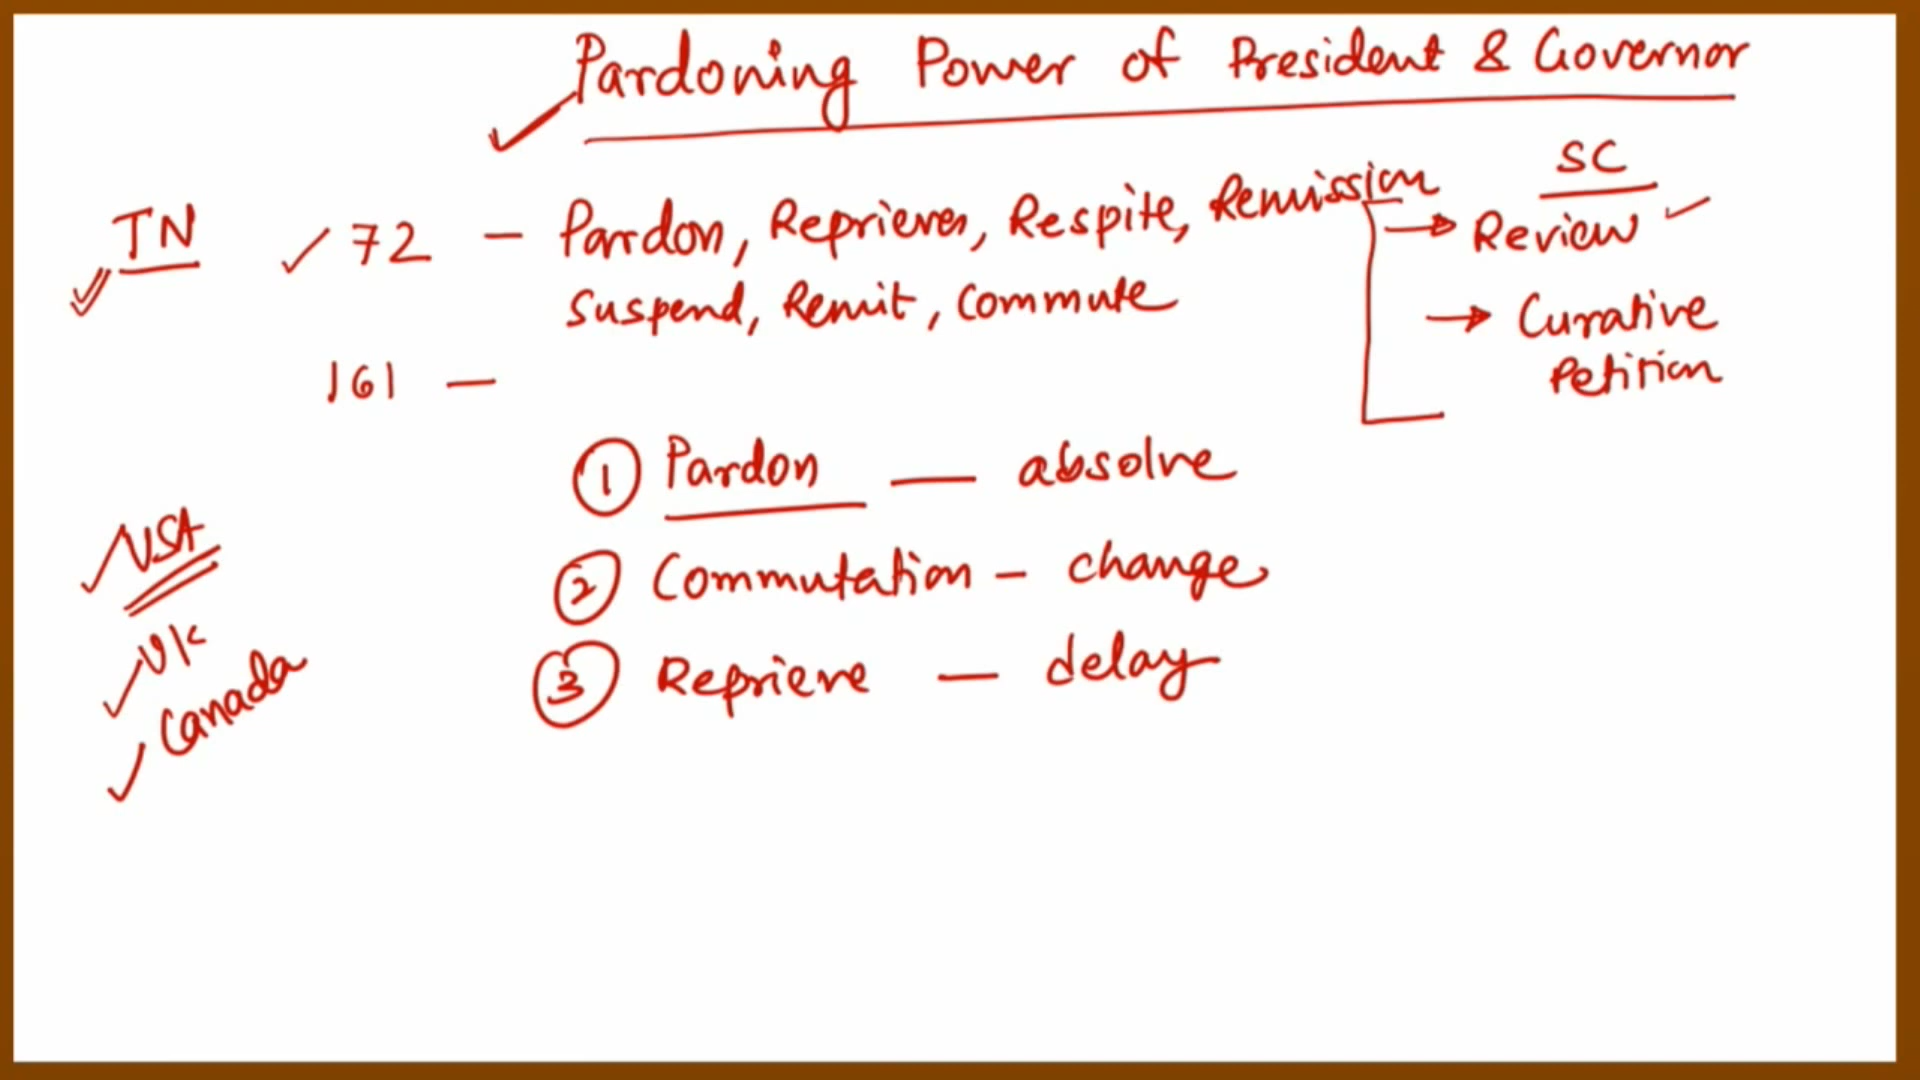 Pardoning Power of President & Governor
SC
TN
72 – Pardon, Reprieves, Respite, Remission
Suspend, Remit, Commute
→ Review
→ Curative
Petition
161 –
① Pardon — absolve
② Commutation – change
③ Reprieve — delay
USA
UK
Canada